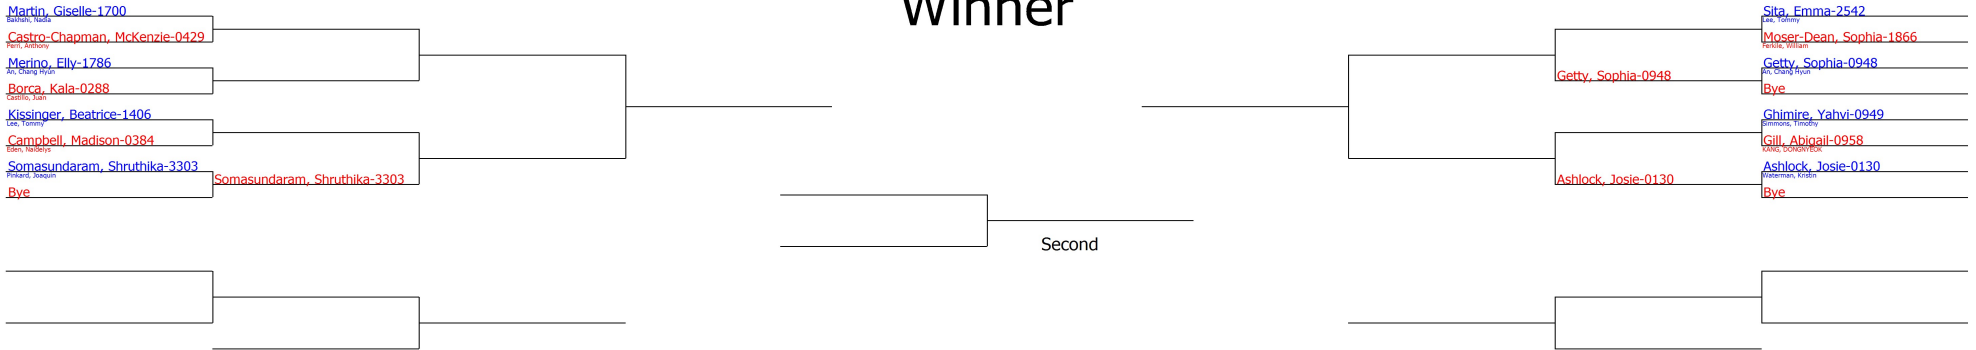 Winner
Martin, Giselle-1700
Bakhshi, Nadia
Castro-Chapman, McKenzie-0429
Perri, Anthony
Merino, Elly-1786
An, Chang Hyun
Borca, Kala-0288
Castillo, Juan
Kissinger, Beatrice-1406
Lee, Tommy
Campbell, Madison-0384
Eden, Naidelys
Somasundaram, Shruthika-3303
Pinkard, Joaquin
Bye
Somasundaram, Shruthika-3303
Second
Getty, Sophia-0948
Ashlock, Josie-0130
Sita, Emma-2542
Lee, Tommy
Moser-Dean, Sophia-1866
Ferkile, William
Getty, Sophia-0948
An, Chang Hyun
Bye
Ghimire, Yahvi-0949
Simmons, Timothy
Gill, Abigail-0958
KANG, DONGNYEOK
Ashlock, Josie-0130
Waterman, Kristin
Bye